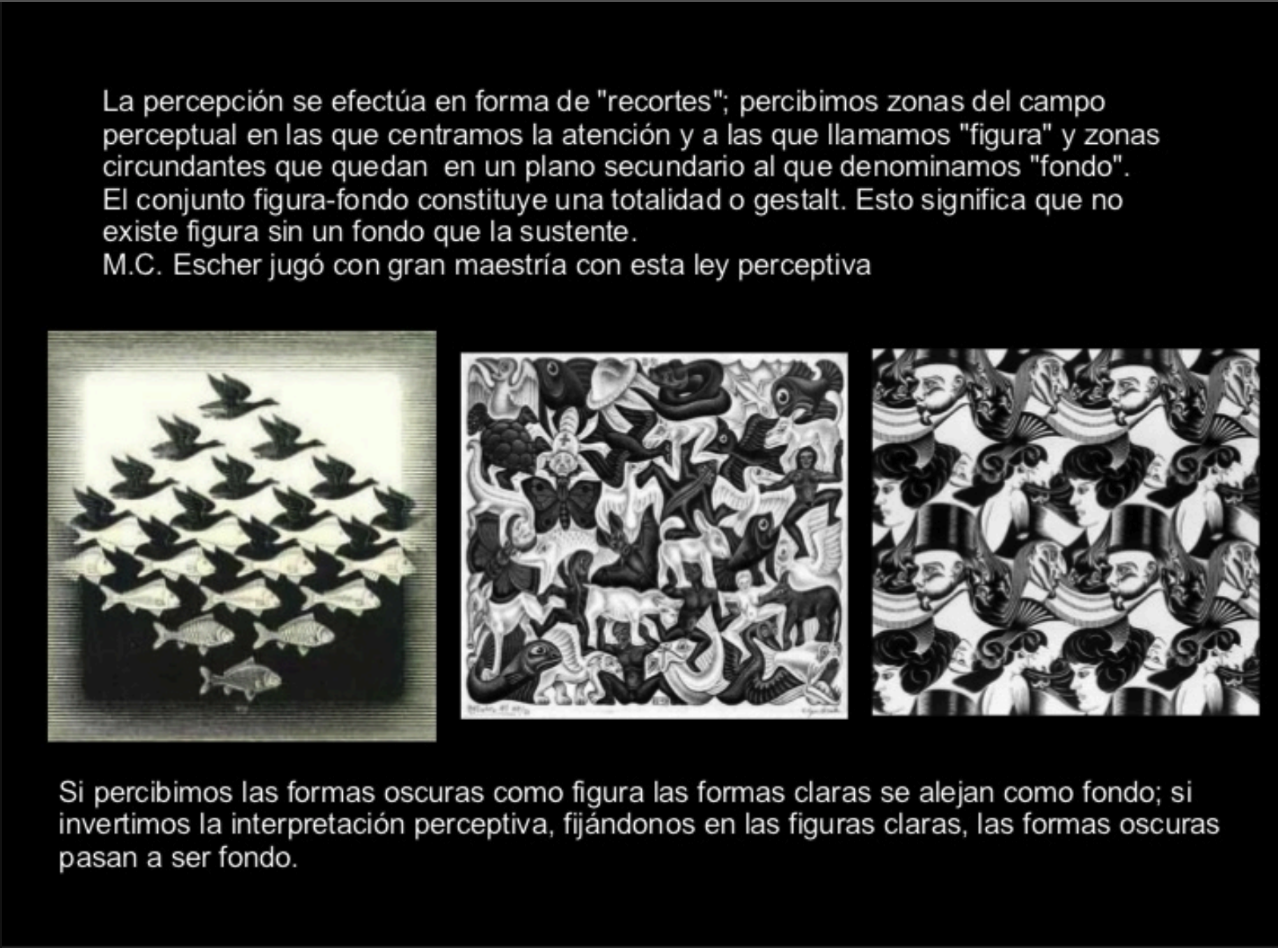 La percepción se efectúa en forma de "recortes"; percibimos zonas del campo
perceptual en las que centramos la atención y a las que llamamos "figura" y zonas
circundantes que quedan  en un plano secundario al que denominamos "fondo".
El conjunto figura-fondo constituye una totalidad o gestalt. Esto significa que no
existe figura sin un fondo que la sustente.
M.C. Escher jugó con gran maestría con esta ley perceptiva
Si percibimos las formas oscuras como figura las formas claras se alejan como fondo; si
invertimos la interpretación perceptiva, fijándonos en las figuras claras, las formas oscuras
pasan a ser fondo.